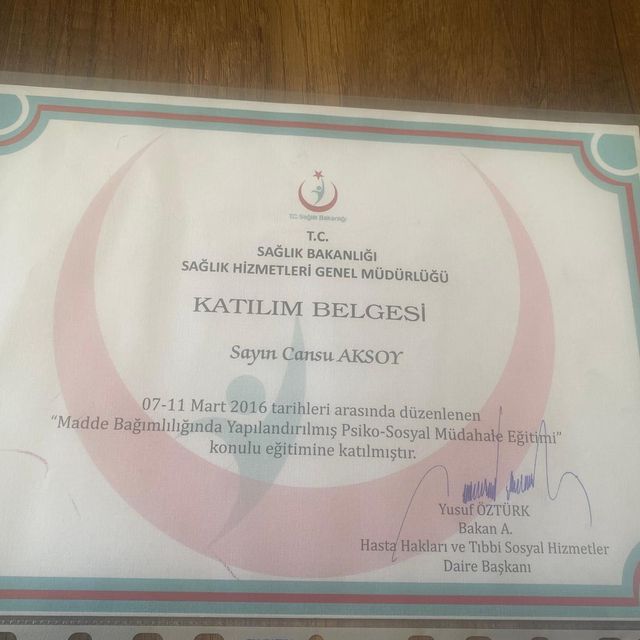 T.C. Sağlık Bakanlığı
T.C.
SAĞLIK BAKANLIĞI
SAĞLIK HİZMETLERİ GENEL MÜDÜRLÜĞÜ
KATILIM BELGESİ
Sayın Cansu AKSOY
07-11 Mart 2016 tarihleri arasında düzenlenen
“Madde Bağımlılığında Yapılandırılmış Psiko-Sosyal Müdahale Eğitimi”
konulu eğitimine katılmıştır.
Yusuf ÖZTÜRK
Bakan A.
Hasta Hakları ve Tıbbi Sosyal Hizmetler
Daire Başkanı